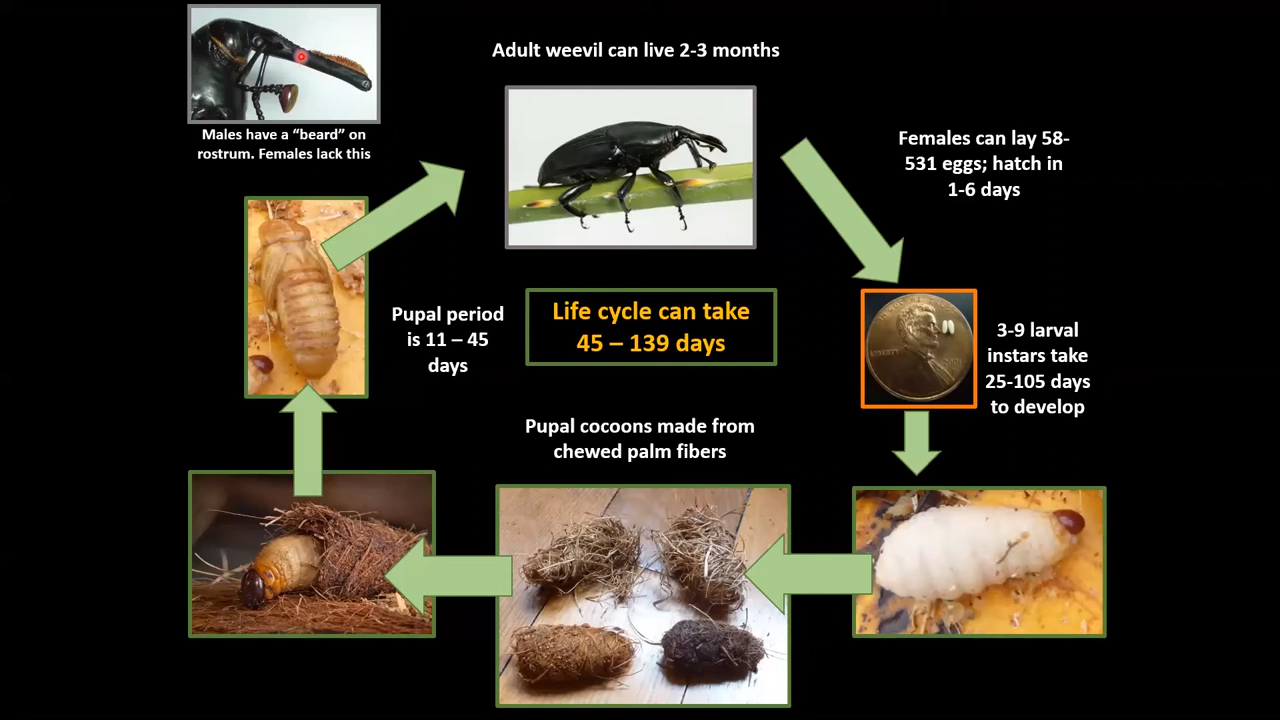 Adult weevil can live 2-3 months
Males have a “beard” on
rostrum. Females lack this
Females can lay 58-
531 eggs; hatch in
1-6 days
Life cycle can take
45 – 139 days
Pupal period
is 11 – 45
days
3-9 larval
instars take
25-105 days
to develop
Pupal cocoons made from
chewed palm fibers